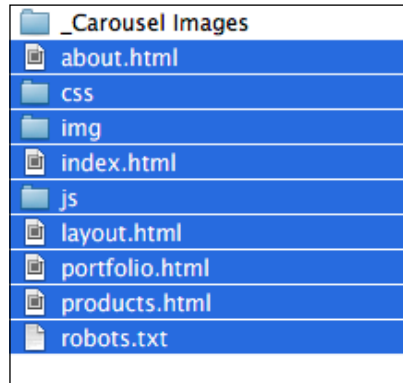 _Carousel Images
about.html
css
img
index.html
js
layout.html
portfolio.html
products.html
robots.txt